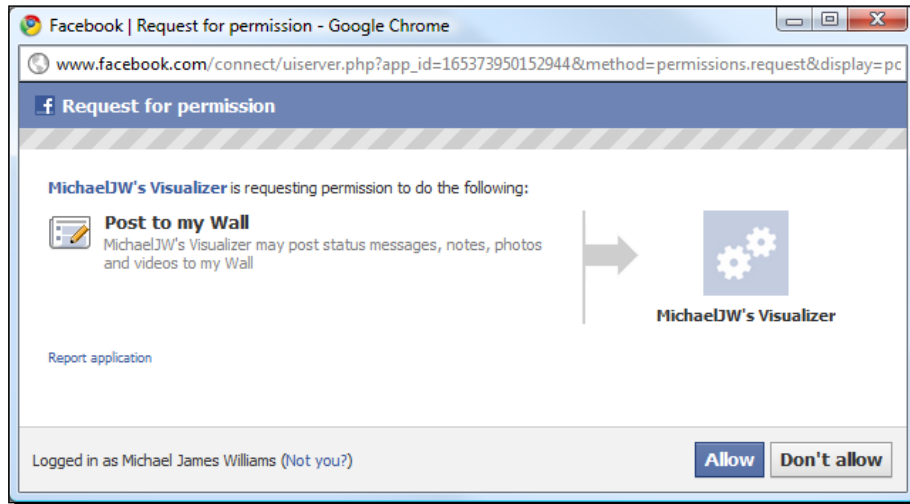 Facebook | Request for permission - Google Chrome
www.facebook.com/connect/uiserver.php?app_id=165373950152944&method=permissions.request&display=pc
f Request for permission
MichaelJW's Visualizer is requesting permission to do the following:
Post to my Wall
MichaelJW's Visualizer may post status messages, notes, photos
and videos to my Wall
MichaelJW's Visualizer
Report application
Logged in as Michael James Williams (Not you?)
Allow
Don't allow